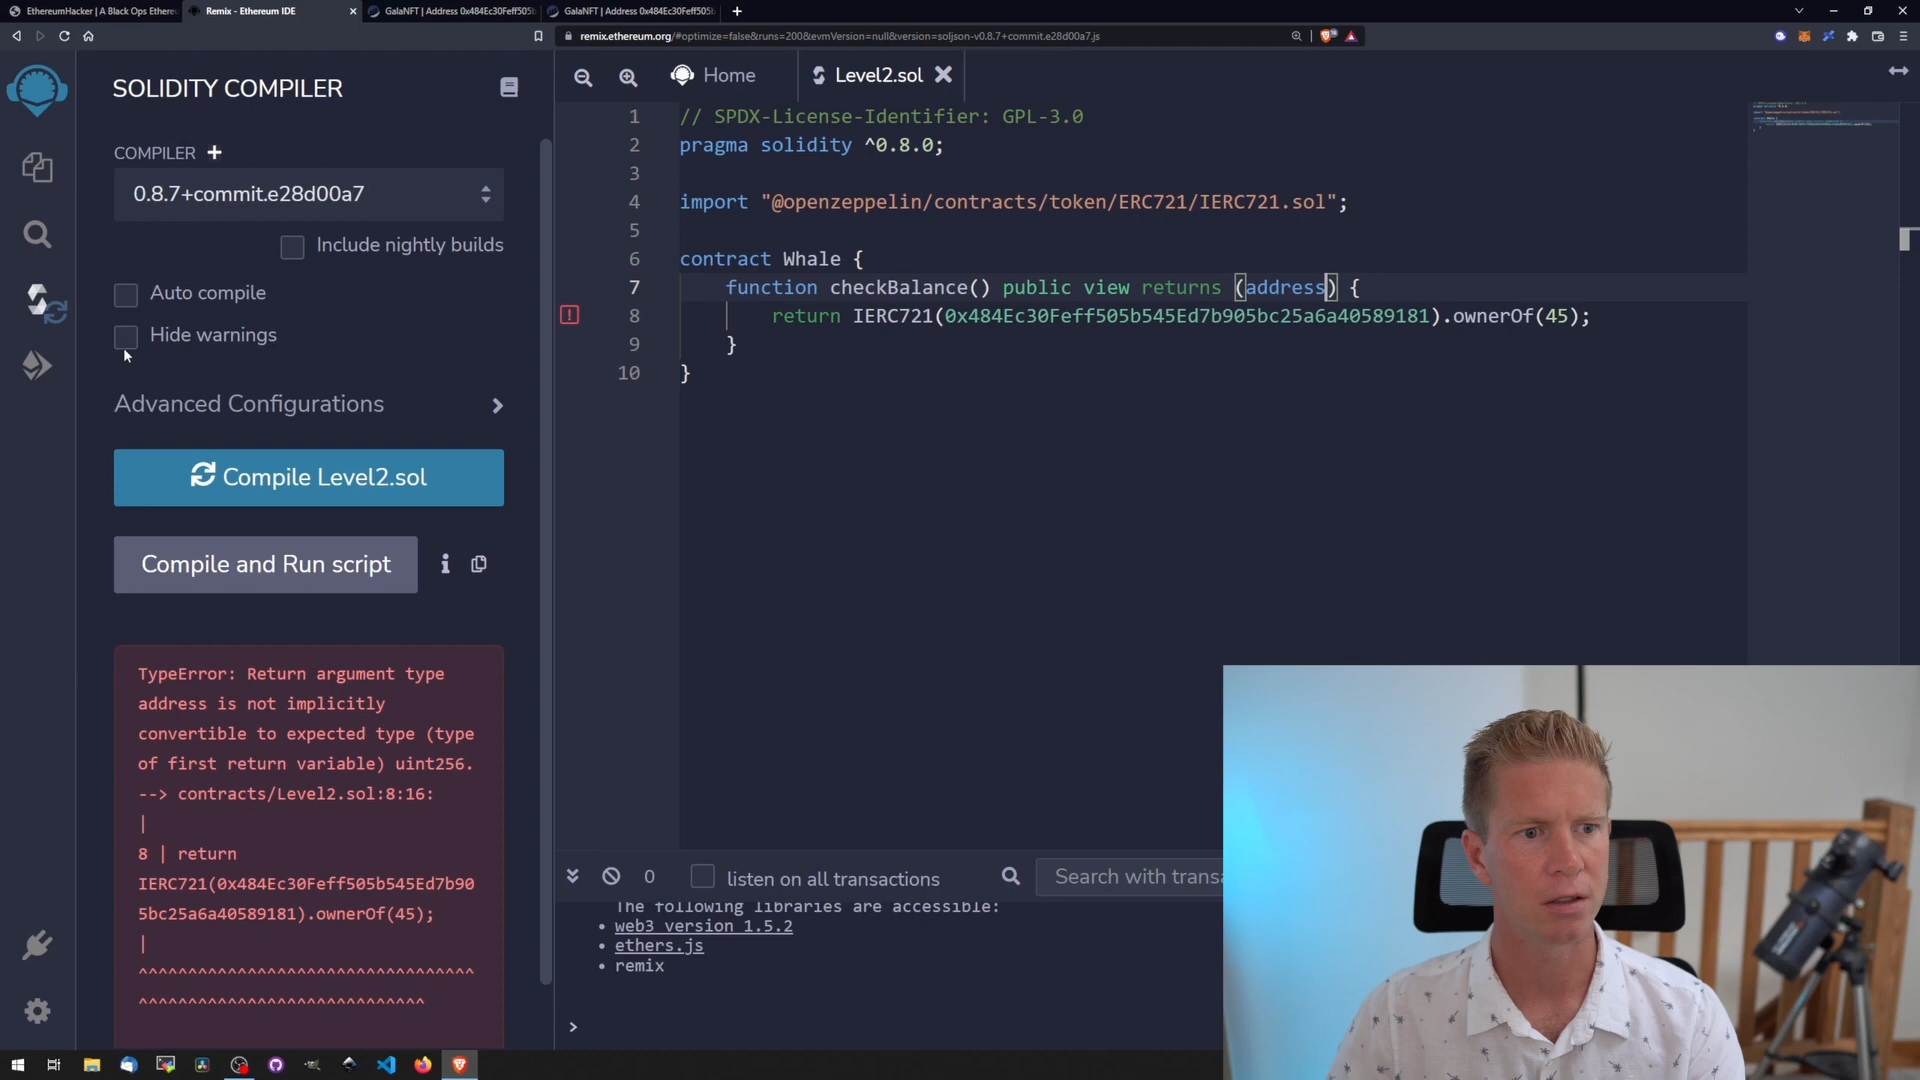 EthereumHacker | A Black Ops Ethere
Remix - Ethereum IDE
GalaNFT | Address 0x484Ec30Feff505b
GalaNFT | Address 0x484Ec30Feff505b
remix.ethereum.org/#optimize=false&runs=200&evmVersion=null&version=soljson-v0.8.7+commit.e28d00a7.js
SOLIDITY COMPILER
COMPILER +
0.8.7+commit.e28d00a7
Include nightly builds
Auto compile
Hide warnings
Advanced Configurations
Compile Level2.sol
Compile and Run script
TypeError: Return argument type
address is not implicitly
convertible to expected type (type
of first return variable) uint256.
--> contracts/Level2.sol:8:16:
|
8 | return
IERC721(0x484Ec30Feff505b545Ed7b90
5bc25a6a40589181).ownerOf(45);
|
^^^^^^^^^^^^^^^^^^^^^^^^^^^^^^^^^^
^^^^^^^^^^^^^^^^^^^^^^^^^^^^^
Home
Level2.sol
1 // SPDX-License-Identifier: GPL-3.0
2 pragma solidity ^0.8.0;
3
4 import "@openzeppelin/contracts/token/ERC721/IERC721.sol";
5
6 contract Whale {
7 function checkBalance() public view returns (address) {
8 return IERC721(0x484Ec30Feff505b545Ed7b905bc25a6a40589181).ownerOf(45);
9 }
10 }
0
listen on all transactions
Search with transa
The following libraries are accessible:
• web3 version 1.5.2
• ethers.js
• remix
>